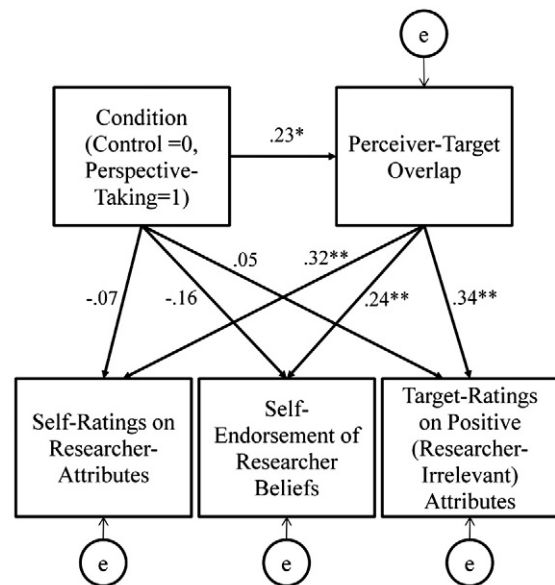 e
Condition
(Control =0,
Perspective-
Taking=1)
.23*
Perceiver-Target
Overlap
-.07
-.16
.05
.32**
.24**
.34**
Self-Ratings on
Researcher-
Attributes
Self-
Endorsement of
Researcher
Beliefs
Target-Ratings
on Positive
(Researcher-
Irrelevant)
Attributes
e
e
e